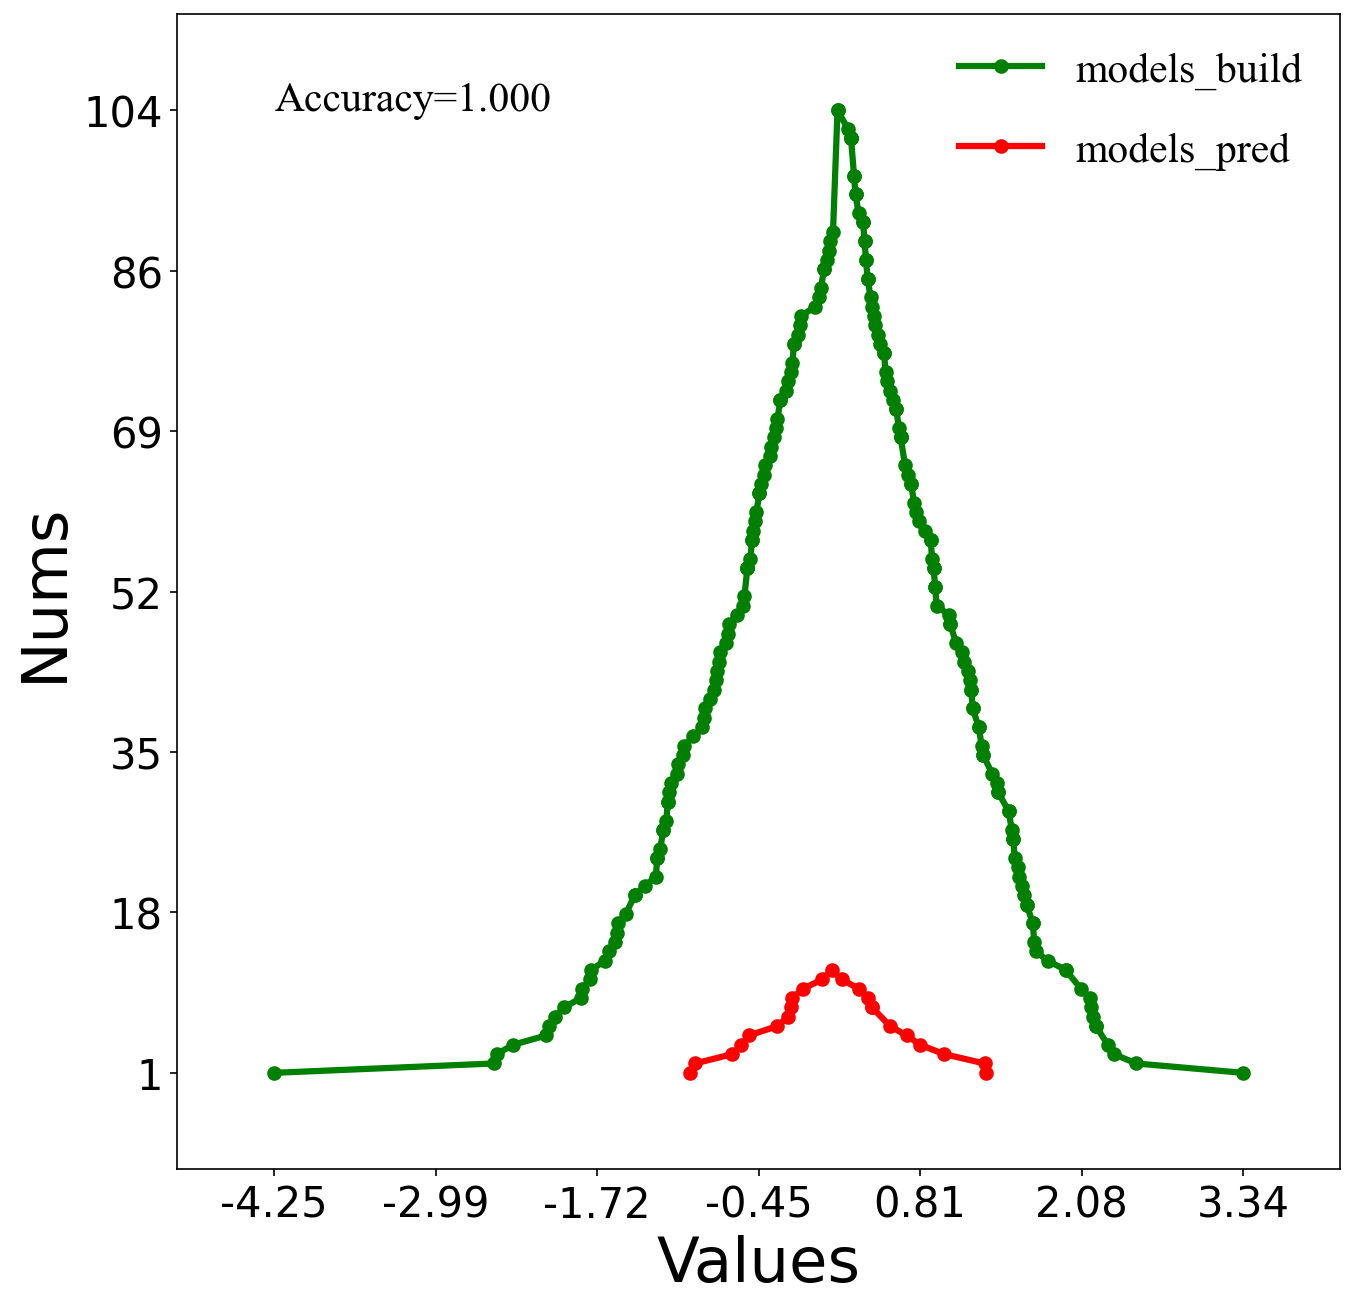 Accuracy=1.000
models_build
models_pred
104
86
69
52
35
18
1
Nums
-4.25 -2.99 -1.72 -0.45 0.81 2.08 3.34
Values